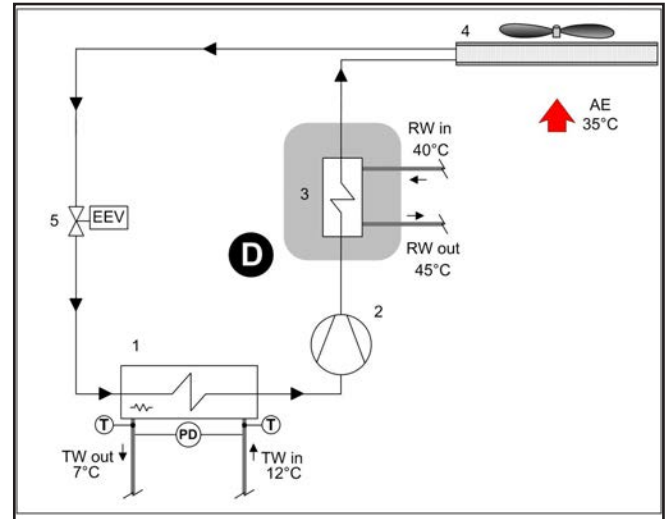 4
AE
35°C
RW in
40°C
3
5
EEV
D
RW out
45°C
2
1
T
PD
T
TW out
7°C
TW in
12°C